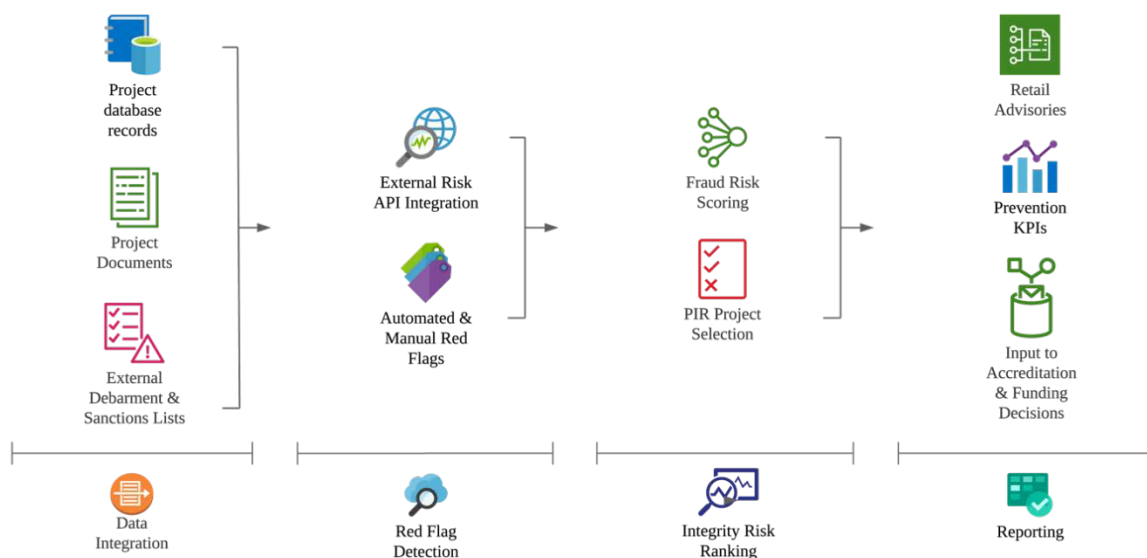 Project
database
records
Project
Documents
External
Debarment &
Sanctions Lists
External Risk
API Integration
Automated &
Manual Red
Flags
Fraud Risk
Scoring
PIR Project
Selection
Retail
Advisories
Prevention
KPIs
Input to
Accreditation
& Funding
Decisions
Data
Integration
Red Flag
Detection
Integrity Risk
Ranking
Reporting